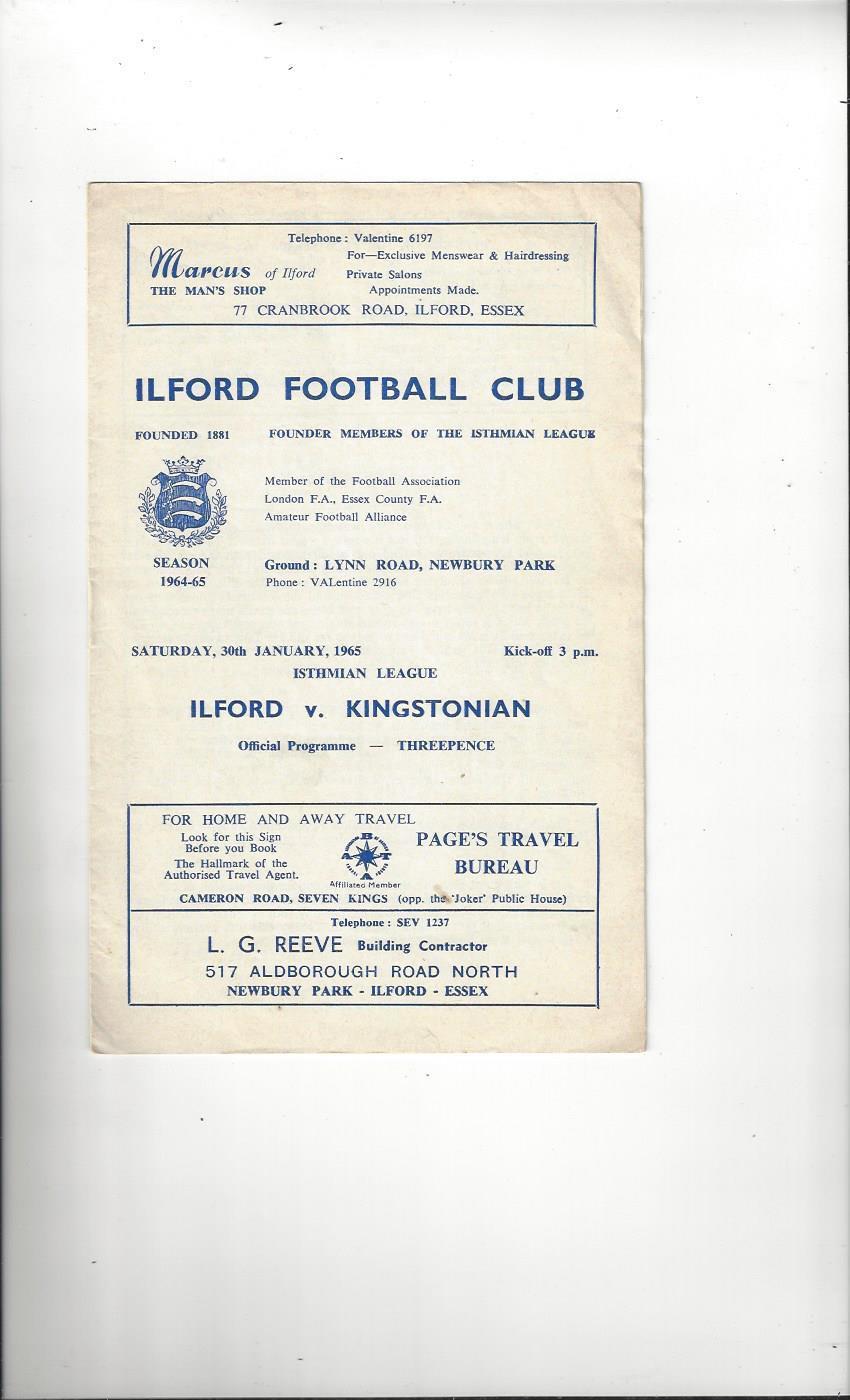 Telephone : Valentine 6197
Marcus of Ilford
THE MAN'S SHOP
For—Exclusive Menswear & Hairdressing
Private Salons
Appointments Made.
77 CRANBROOK ROAD, ILFORD, ESSEX
ILFORD FOOTBALL CLUB
FOUNDED 1881
FOUNDER MEMBERS OF THE ISTHMIAN LEAGUE
Member of the Football Association
London F.A., Essex County F.A.
Amateur Football Alliance
SEASON
1964-65
Ground : LYNN ROAD, NEWBURY PARK
Phone : VALentine 2916
SATURDAY, 30th JANUARY, 1965
Kick-off 3 p.m.
ISTHMIAN LEAGUE
ILFORD v. KINGSTONIAN
Official Programme — THREEPENCE
FOR HOME AND AWAY TRAVEL
Look for this Sign
Before you Book
The Hallmark of the
Authorised Travel Agent.
B
A T
A
Affiliated Member
PAGE'S TRAVEL
BUREAU
CAMERON ROAD, SEVEN KINGS (opp. the 'Joker' Public House)
Telephone : SEV 1237
L. G. REEVE Building Contractor
517 ALDBOROUGH ROAD NORTH
NEWBURY PARK - ILFORD - ESSEX